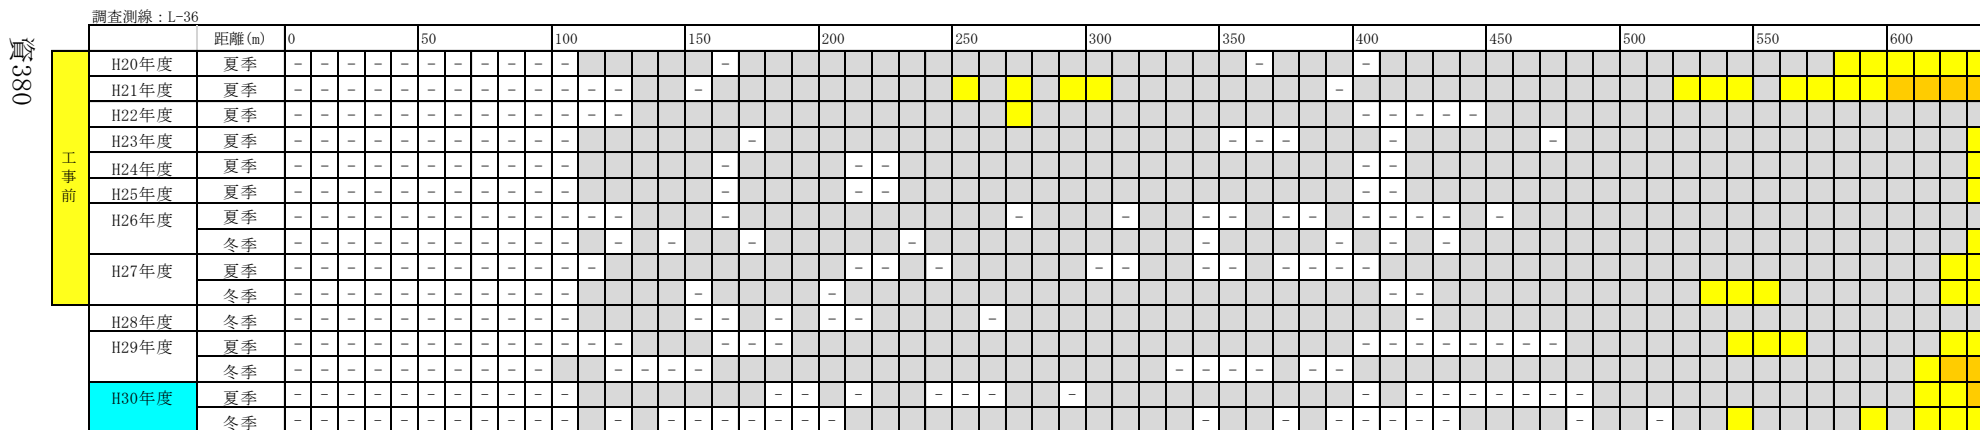 調査測線：L-36
資380
距離(m) 0 50 100 150 200 250 300 350 400 450 500 550 600
工事前
H20年度 夏季 - - - - - - - - - - - - - -
H21年度 夏季 - - - - - - - - - - - - - - -
H22年度 夏季 - - - - - - - - - - - - - - - - - -
H23年度 夏季 - - - - - - - - - - - - - - - - - -
H24年度 夏季 - - - - - - - - - - - - - - - -
H25年度 夏季 - - - - - - - - - - - - - - - -
H26年度 夏季 - - - - - - - - - - - - - - - - - - - - - - - - -
冬季 - - - - - - - - - - - - - - - - - - -
H27年度 夏季 - - - - - - - - - - - - - - - - - - - - - - -
冬季 - - - - - - - - - - - - - - -
H28年度 冬季 - - - - - - - - - - - - - - - - - -
H29年度 夏季 - - - - - - - - - - - - - - - - - - - - - - - -
冬季 - - - - - - - - - - - - - - - - - - - -
H30年度 夏季 - - - - - - - - - - - - - - - - - - - - - - - - - -
冬季 - - - - - - - - - - - - - - - - - - - - - - - - - - -